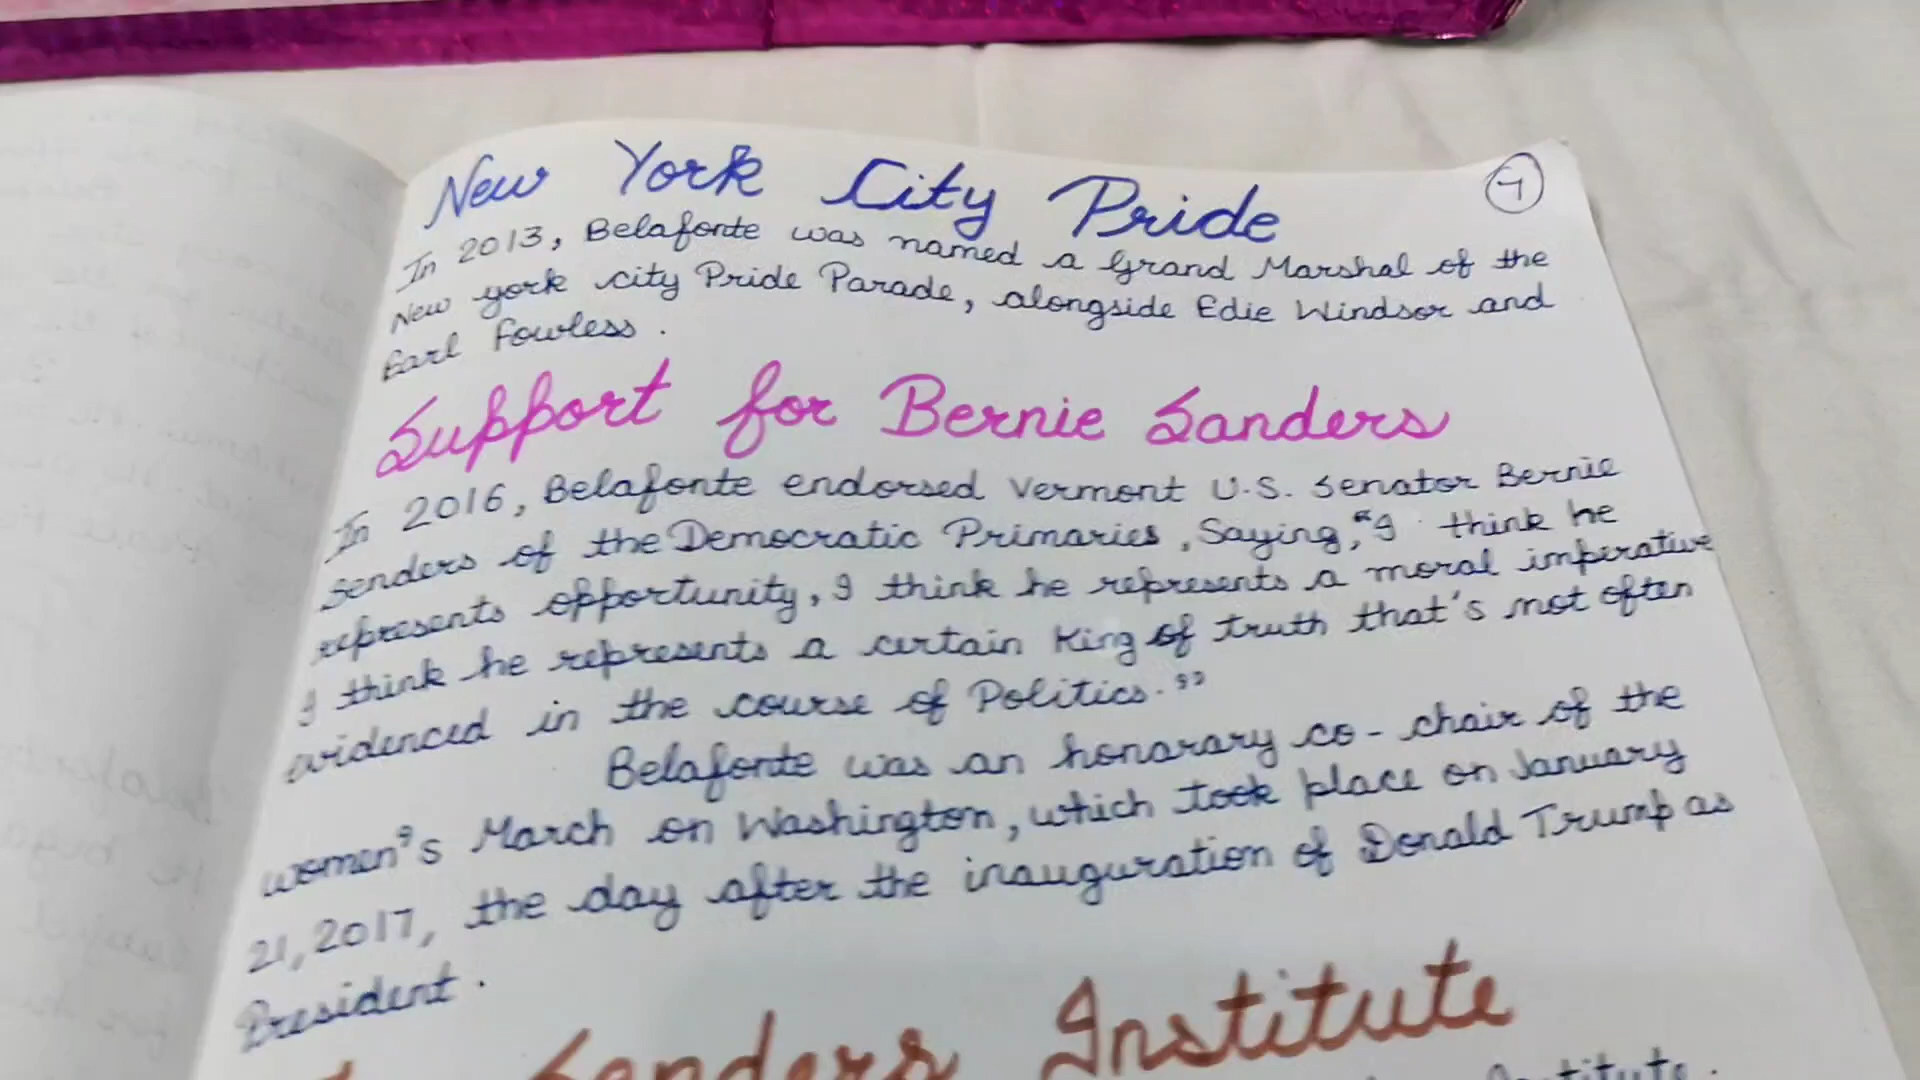 New York City Pride
7
In 2013, Belafonte was named a Grand Marshal of the
New york city Pride Parade, alongside Edie Windsor and
Earl Fowless.
Support for Bernie Sanders
In 2016, Belafonte endorsed Vermont U.S. Senator Bernie
Senders of the Democratic Primaries, Saying, "I think he
represents opportunity, I think he represents a moral imperative
I think he represents a certain King of truth that's not often
evidenced in the course of Politics."
Belafonte was an honarary co-chair of the
women's March on Washington, which took place on January
21, 2017, the day after the inauguration of Donald Trump as
President.
Sanders Institute
Institute.